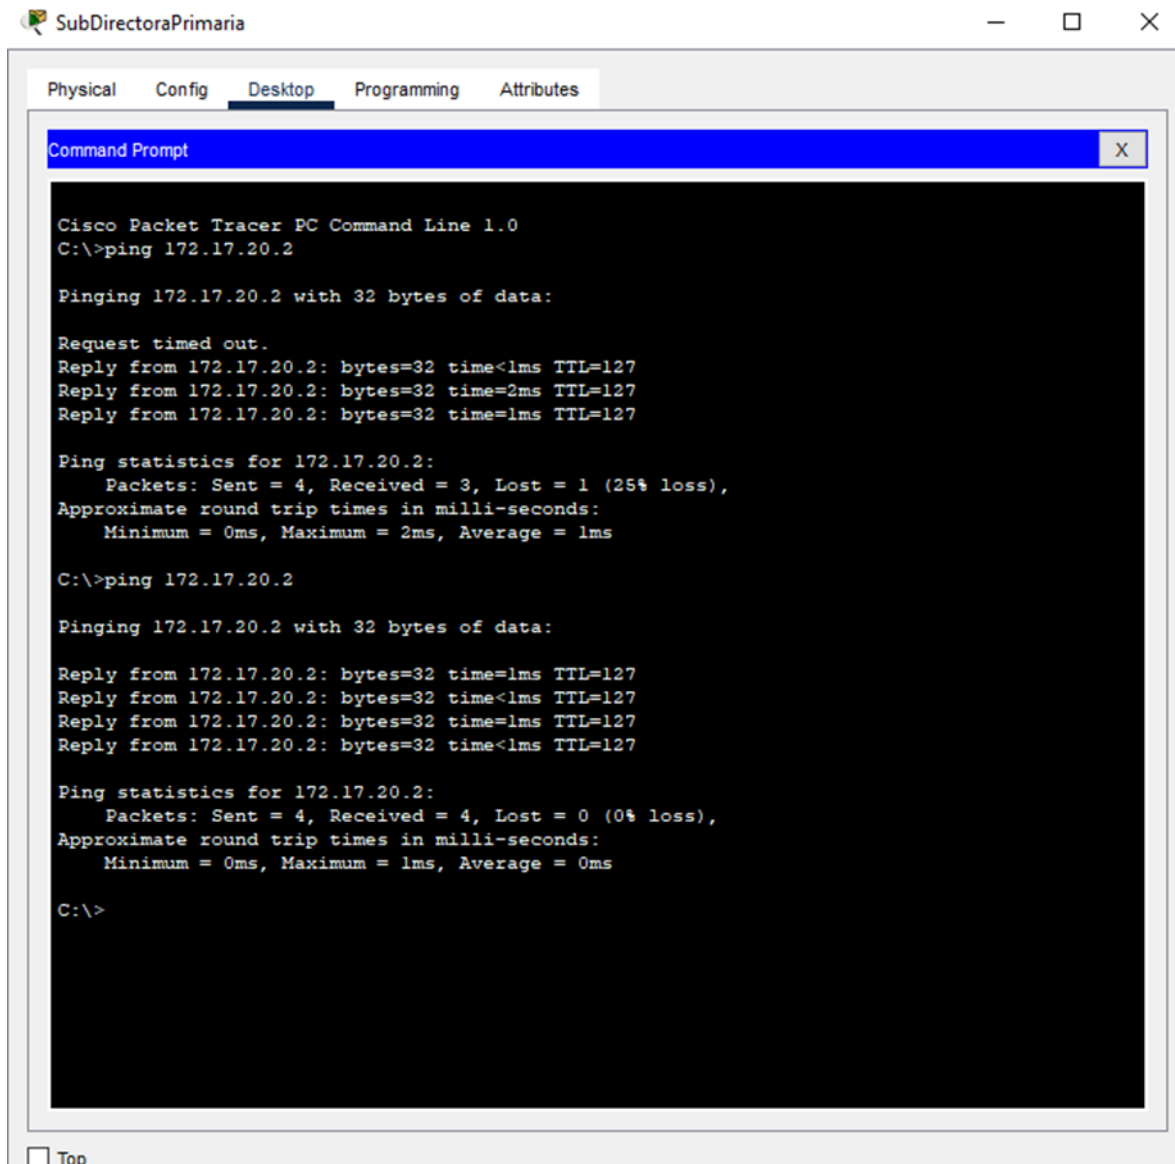 SubDirectoraPrimaria
Physical Config Desktop Programming Attributes
Command Prompt X
Cisco Packet Tracer PC Command Line 1.0
C:\>ping 172.17.20.2
Pinging 172.17.20.2 with 32 bytes of data:
Request timed out.
Reply from 172.17.20.2: bytes=32 time<1ms TTL=127
Reply from 172.17.20.2: bytes=32 time=2ms TTL=127
Reply from 172.17.20.2: bytes=32 time=1ms TTL=127
Ping statistics for 172.17.20.2:
Packets: Sent = 4, Received = 3, Lost = 1 (25% loss),
Approximate round trip times in milli-seconds:
Minimum = 0ms, Maximum = 2ms, Average = 1ms
C:\>ping 172.17.20.2
Pinging 172.17.20.2 with 32 bytes of data:
Reply from 172.17.20.2: bytes=32 time=1ms TTL=127
Reply from 172.17.20.2: bytes=32 time<1ms TTL=127
Reply from 172.17.20.2: bytes=32 time=1ms TTL=127
Reply from 172.17.20.2: bytes=32 time<1ms TTL=127
Ping statistics for 172.17.20.2:
Packets: Sent = 4, Received = 4, Lost = 0 (0% loss),
Approximate round trip times in milli-seconds:
Minimum = 0ms, Maximum = 1ms, Average = 0ms
C:\>
Top